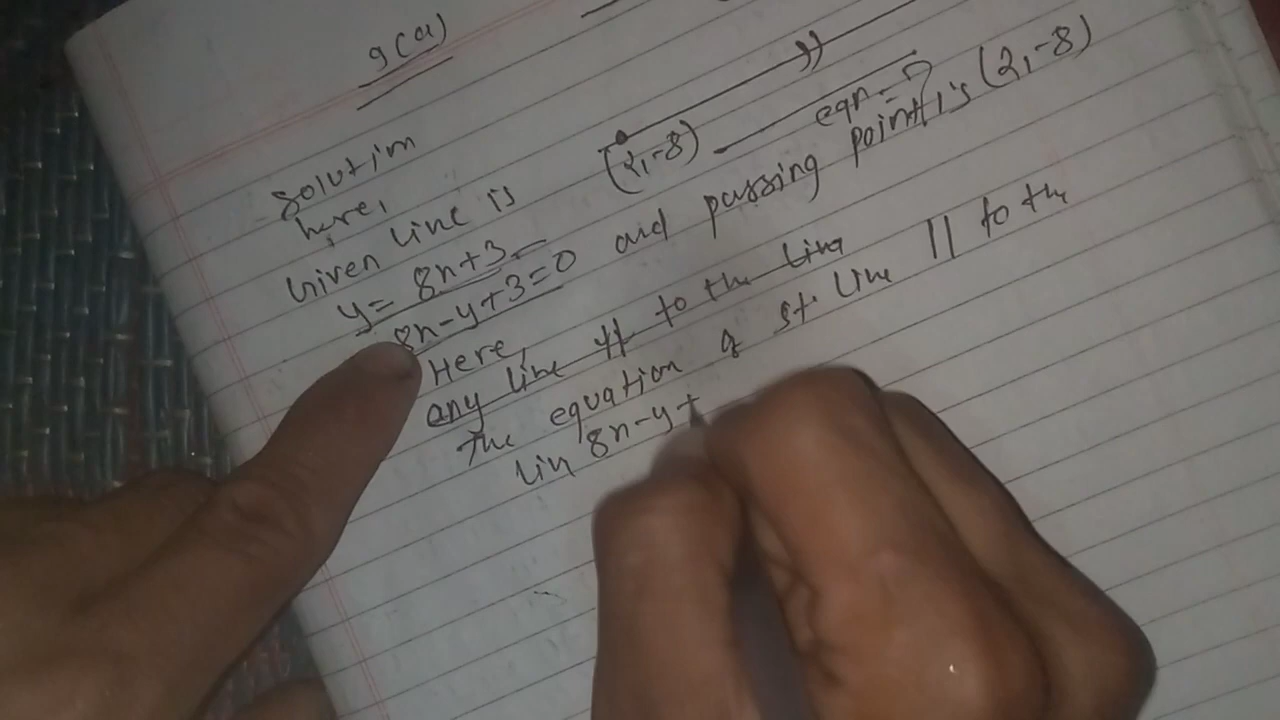 9(a)
Solution
here,
Given line is
(2,-8)
eqn = ?
y = 8x+3
8x-y+3=0 and passing point is (2,-8)
Here,
any line || to the line
The equation of st. line || to the
lin 8x-y+